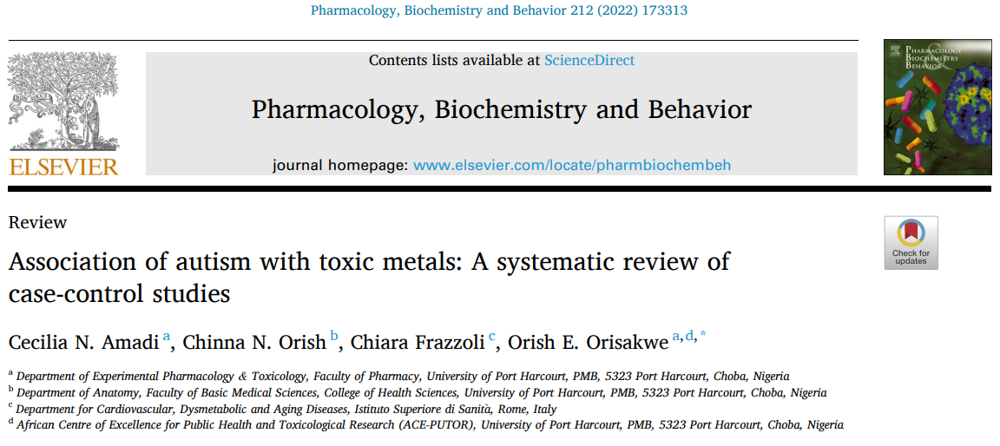 Pharmacology, Biochemistry and Behavior 212 (2022) 173313
Contents lists available at ScienceDirect
Pharmacology, Biochemistry and Behavior
journal homepage: www.elsevier.com/locate/pharmbiochembeh
NON SOLUS
ELSEVIER
PHARMACOLOGY
BIOCHEMISTRY
&
BEHAVIOR
Review
Check for
updates
Association of autism with toxic metals: A systematic review of
case-control studies
Cecilia N. Amadi a, Chinna N. Orish b, Chiara Frazzoli c, Orish E. Orisakwe a,d,*
a Department of Experimental Pharmacology & Toxicology, Faculty of Pharmacy, University of Port Harcourt, PMB, 5323 Port Harcourt, Choba, Nigeria
b Department of Anatomy, Faculty of Basic Medical Sciences, College of Health Sciences, University of Port Harcourt, PMB, 5323 Port Harcourt, Choba, Nigeria
c Department for Cardiovascular, Dysmetabolic and Aging Diseases, Istituto Superiore di Sanità, Rome, Italy
d African Centre of Excellence for Public Health and Toxicological Research (ACE-PUTOR), University of Port Harcourt, PMB, 5323 Port Harcourt, Choba, Nigeria